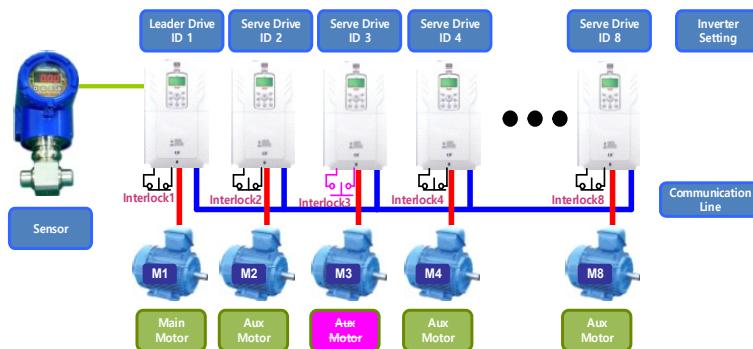 Leader Drive
ID 1
Serve Drive
ID 2
Serve Drive
ID 3
Serve Drive
ID 4
Serve Drive
ID 8
Inverter
Setting
Interlock1
Interlock2
Interlock3
Interlock4
Interlock8
Communication
Line
Sensor
M1
M2
M3
M4
M8
Main
Motor
Aux
Motor
Aux
Motor
Aux
Motor
Aux
Motor